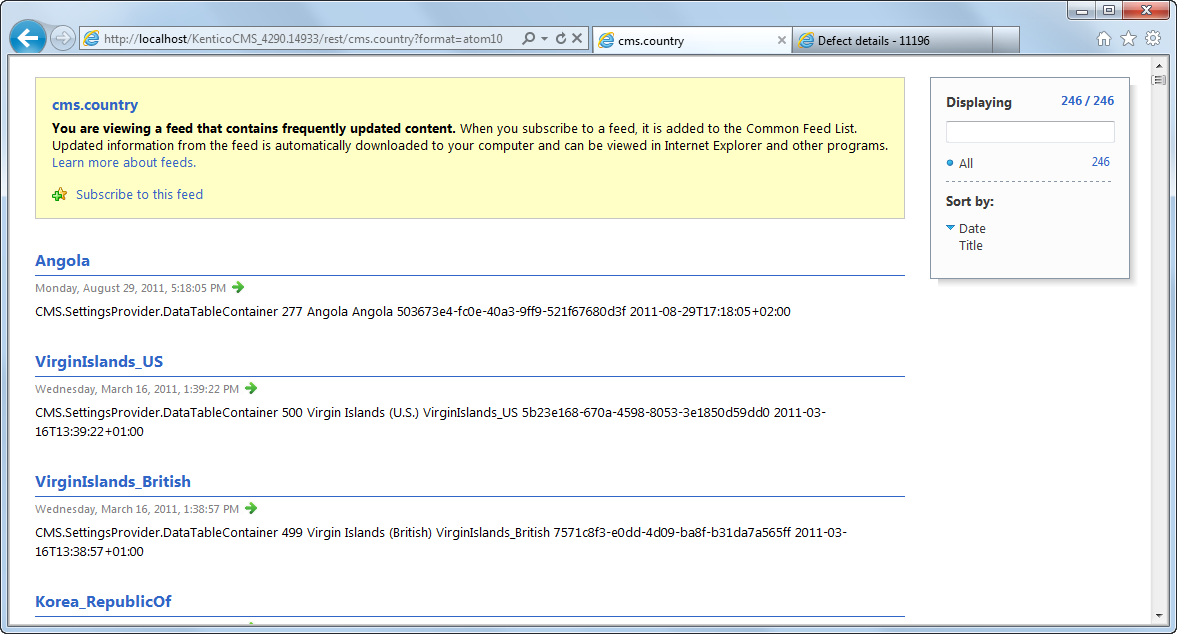 http://localhost/KenticoCMS_4290.14933/rest/cms.country?format=atom10
cms.country
Defect details - 11196
cms.country
You are viewing a feed that contains frequently updated content. When you subscribe to a feed, it is added to the Common Feed List.
Updated information from the feed is automatically downloaded to your computer and can be viewed in Internet Explorer and other programs.
Learn more about feeds.
Subscribe to this feed
Displaying 246 / 246
All 246
Sort by:
Date
Title
Angola
Monday, August 29, 2011, 5:18:05 PM
CMS.SettingsProvider.DataTableContainer 277 Angola Angola 503673e4-fc0e-40a3-9ff9-521f67680d3f 2011-08-29T17:18:05+02:00
VirginIslands_US
Wednesday, March 16, 2011, 1:39:22 PM
CMS.SettingsProvider.DataTableContainer 500 Virgin Islands (U.S.) VirginIslands_US 5b23e168-670a-4598-8053-3e1850d59dd0 2011-03-
16T13:39:22+01:00
VirginIslands_British
Wednesday, March 16, 2011, 1:38:57 PM
CMS.SettingsProvider.DataTableContainer 499 Virgin Islands (British) VirginIslands_British 7571c8f3-e0dd-4d09-ba8f-b31da7a565ff 2011-03-
16T13:38:57+01:00
Korea_RepublicOf